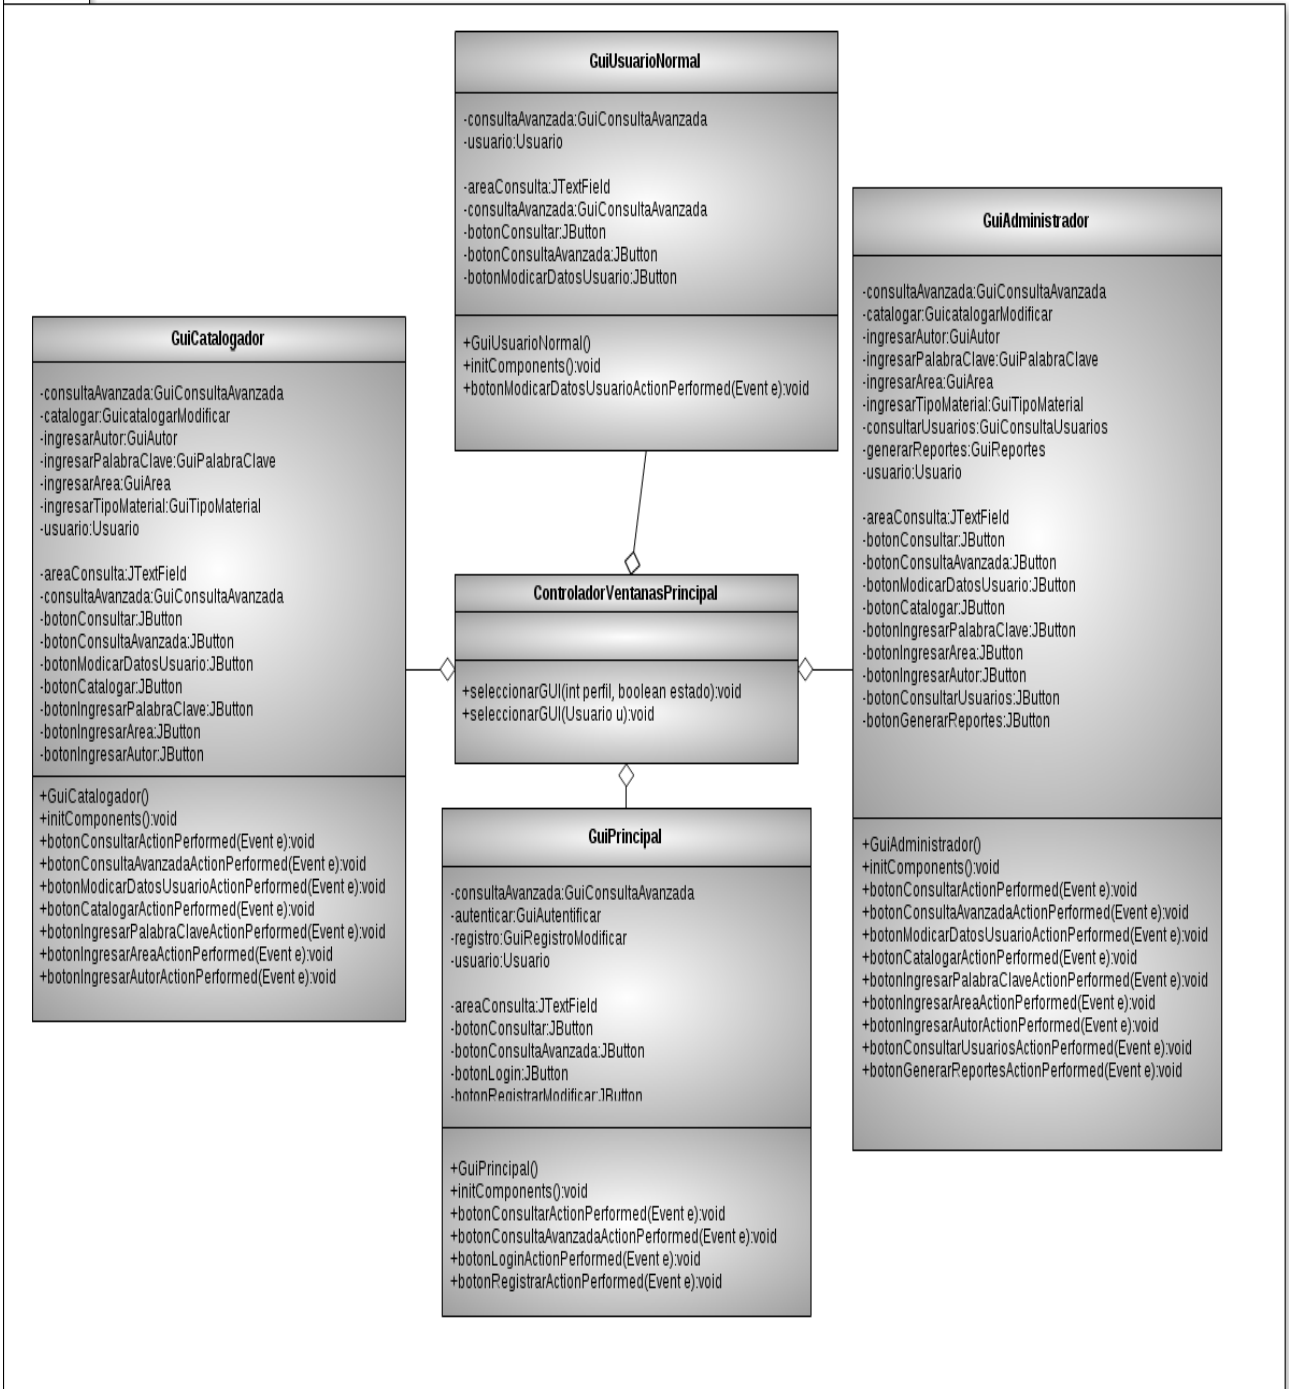 GuiUsuarioNormal
-consultaAvanzada:GuiConsultaAvanzada
-usuario:Usuario
-areaConsulta:JTextField
-consultaAvanzada:GuiConsultaAvanzada
-botonConsultar:JButton
-botonConsultaAvanzada:JButton
-botonModicarDatosUsuario:JButton
+GuiUsuarioNormal()
+initComponents():void
+botonModicarDatosUsuarioActionPerformed(Event e):void
GuiCatalogador
-consultaAvanzada:GuiConsultaAvanzada
-catalogar:GuicatalogarModificar
-ingresarAutor:GuiAutor
-ingresarPalabraClave:GuiPalabraClave
-ingresarArea:GuiArea
-ingresarTipoMaterial:GuiTipoMaterial
-usuario:Usuario
-areaConsulta:JTextField
-consultaAvanzada:GuiConsultaAvanzada
-botonConsultar:JButton
-botonConsultaAvanzada:JButton
-botonModicarDatosUsuario:JButton
-botonCatalogar:JButton
-botonIngresarPalabraClave:JButton
-botonIngresarArea:JButton
-botonIngresarAutor:JButton
+GuiCatalogador()
+initComponents():void
+botonConsultarActionPerformed(Event e):void
+botonConsultaAvanzadaActionPerformed(Event e):void
+botonModicarDatosUsuarioActionPerformed(Event e):void
+botonCatalogarActionPerformed(Event e):void
+botonIngresarPalabraClaveActionPerformed(Event e):void
+botonIngresarAreaActionPerformed(Event e):void
+botonIngresarAutorActionPerformed(Event e):void
ControladorVentanasPrincipal
+seleccionarGUI(int perfil, boolean estado):void
+seleccionarGUI(Usuario u):void
GuiPrincipal
-consultaAvanzada:GuiConsultaAvanzada
-autenticar:GuiAutentificar
-registro:GuiRegistroModificar
-usuario:Usuario
-areaConsulta:JTextField
-botonConsultar:JButton
-botonConsultaAvanzada:JButton
-botonLogin:JButton
-botonRegistrarModificar:JButton
+GuiPrincipal()
+initComponents():void
+botonConsultarActionPerformed(Event e):void
+botonConsultaAvanzadaActionPerformed(Event e):void
+botonLoginActionPerformed(Event e):void
+botonRegistrarActionPerformed(Event e):void
GuiAdministrador
-consultaAvanzada:GuiConsultaAvanzada
-catalogar:GuicatalogarModificar
-ingresarAutor:GuiAutor
-ingresarPalabraClave:GuiPalabraClave
-ingresarArea:GuiArea
-ingresarTipoMaterial:GuiTipoMaterial
-consultarUsuarios:GuiConsultaUsuarios
-generarReportes:GuiReportes
-usuario:Usuario
-areaConsulta:JTextField
-botonConsultar:JButton
-botonConsultaAvanzada:JButton
-botonModicarDatosUsuario:JButton
-botonCatalogar:JButton
-botonIngresarPalabraClave:JButton
-botonIngresarArea:JButton
-botonIngresarAutor:JButton
-botonConsultarUsuarios:JButton
-botonGenerarReportes:JButton
+GuiAdministrador()
+initComponents():void
+botonConsultarActionPerformed(Event e):void
+botonConsultaAvanzadaActionPerformed(Event e):void
+botonModicarDatosUsuarioActionPerformed(Event e):void
+botonCatalogarActionPerformed(Event e):void
+botonIngresarPalabraClaveActionPerformed(Event e):void
+botonIngresarAreaActionPerformed(Event e):void
+botonIngresarAutorActionPerformed(Event e):void
+botonConsultarUsuariosActionPerformed(Event e):void
+botonGenerarReportesActionPerformed(Event e):void